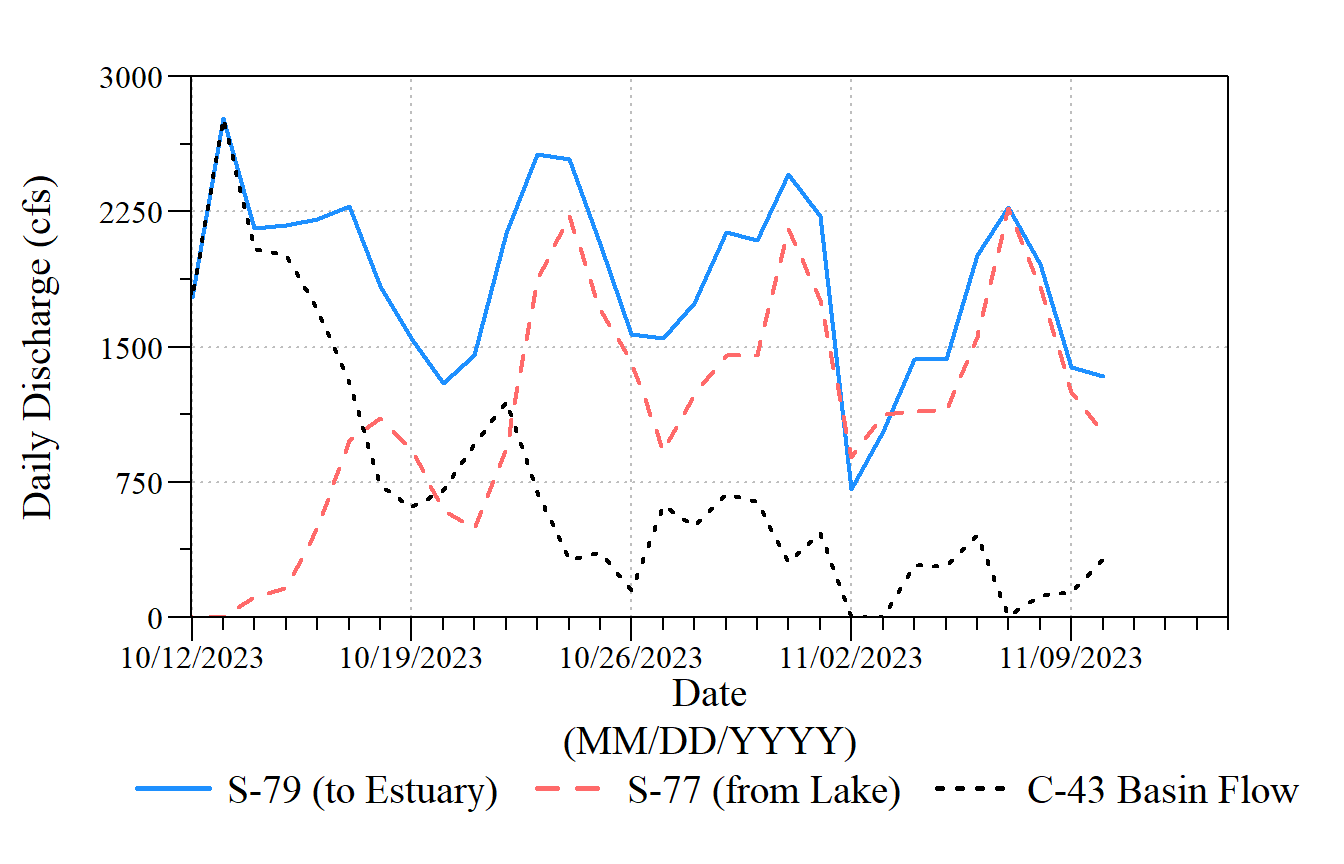 3000
2250
1500
750
0
Daily Discharge (cfs)
10/12/2023 10/19/2023 10/26/2023 11/02/2023 11/09/2023
Date
(MM/DD/YYYY)
S-79 (to Estuary) S-77 (from Lake) C-43 Basin Flow